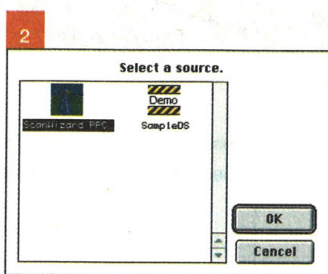 2
Select a source.
Demo
ScanWizard PPC
SampleDS
OK
Cancel